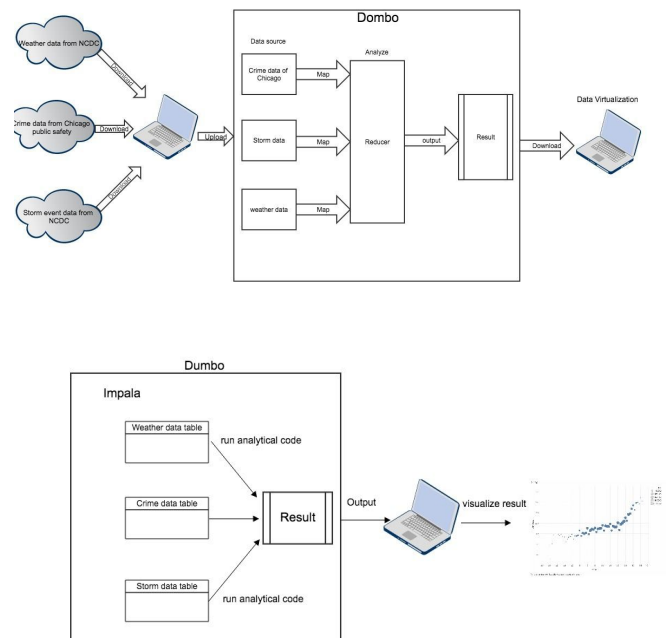 Dombo
Weather data from NCDC
Download
Crime data from Chicago
public safety
Download
Storm event data from
NCDC
Download
Upload
Data source
Crime data of
Chicago
Map
Storm data
Map
weather data
Map
Analyze
Reducer
output
Result
Download
Data Virtualization
Dumbo
Impala
Weather data table
run analytical code
Crime data table
Storm data table
run analytical code
Result
Output
visualize result